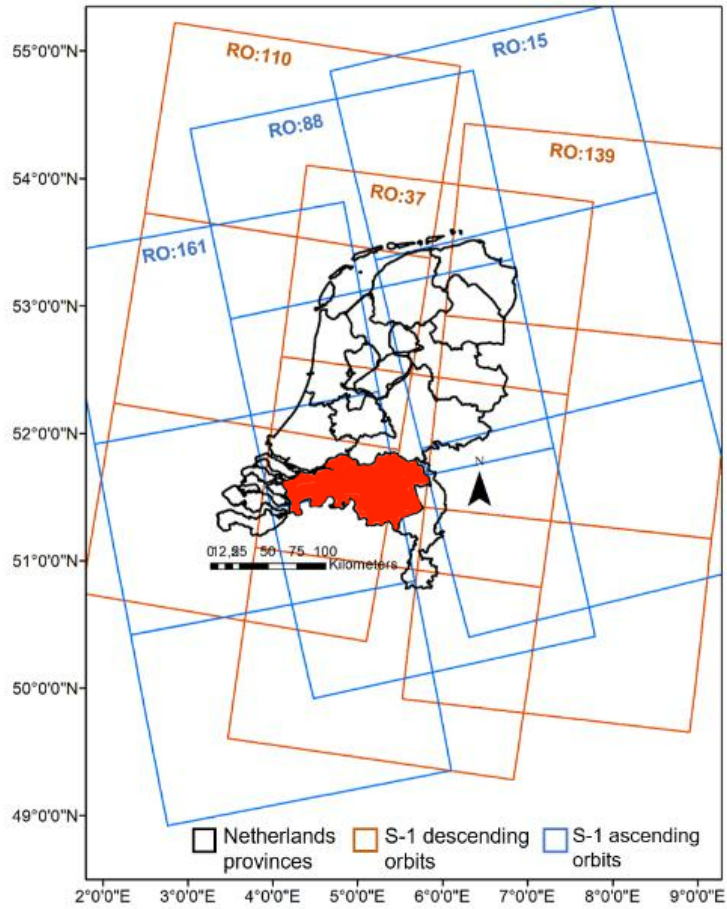 55°0'0"N
54°0'0"N
53°0'0"N
52°0'0"N
51°0'0"N
50°0'0"N
49°0'0"N
RO:110
RO:15
RO:88
RO:139
RO:37
RO:161
N
50 75 100
Kilometers
Netherlands provinces
S-1 descending orbits
S-1 ascending orbits
2°0'0"E 3°0'0"E 4°0'0"E 5°0'0"E 6°0'0"E 7°0'0"E 8°0'0"E 9°0'0"E